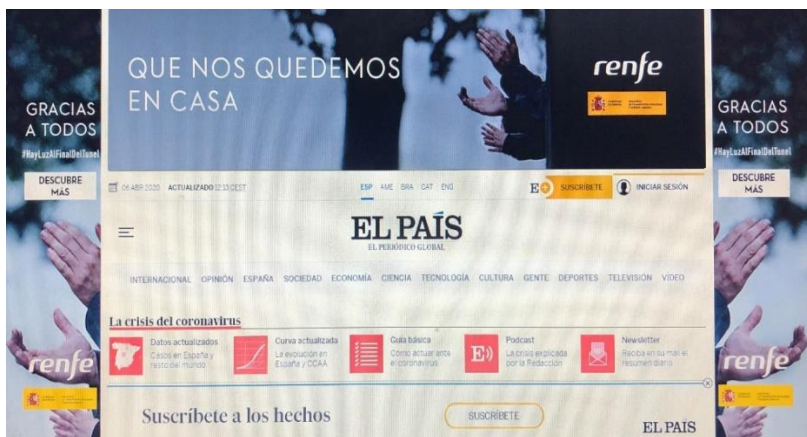 QUE NOS QUEDEMOS
EN CASA
renfe
GRACIAS
A TODOS
#HayLuzAlFinalDelTunel
DESCUBRE
MÁS
renfe
GRACIAS
A TODOS
#HayLuzAlFinalDelTunel
DESCUBRE
MÁS
renfe
06 ABR 2020 ACTUALIZADO 12:13 CEST
ESP AME BRA CAT ENG
E SUSCRÍBETE INICIAR SESIÓN
EL PAÍS
EL PERIÓDICO GLOBAL
INTERNACIONAL OPINIÓN ESPAÑA SOCIEDAD ECONOMÍA CIENCIA TECNOLOGÍA CULTURA GENTE DEPORTES TELEVISIÓN VÍDEO
La crisis del coronavirus
Datos actualizados
Casos en España y
resto del mundo
Curva actualizada
La evolución en
España y CCAA
Guía básica
Cómo actuar ante
el coronavirus
E
Podcast
La crisis explicada
por la Redacción
Newsletter
Reciba en su mail el
resumen diario
Suscríbete a los hechos
SUSCRÍBETE
EL PAÍS